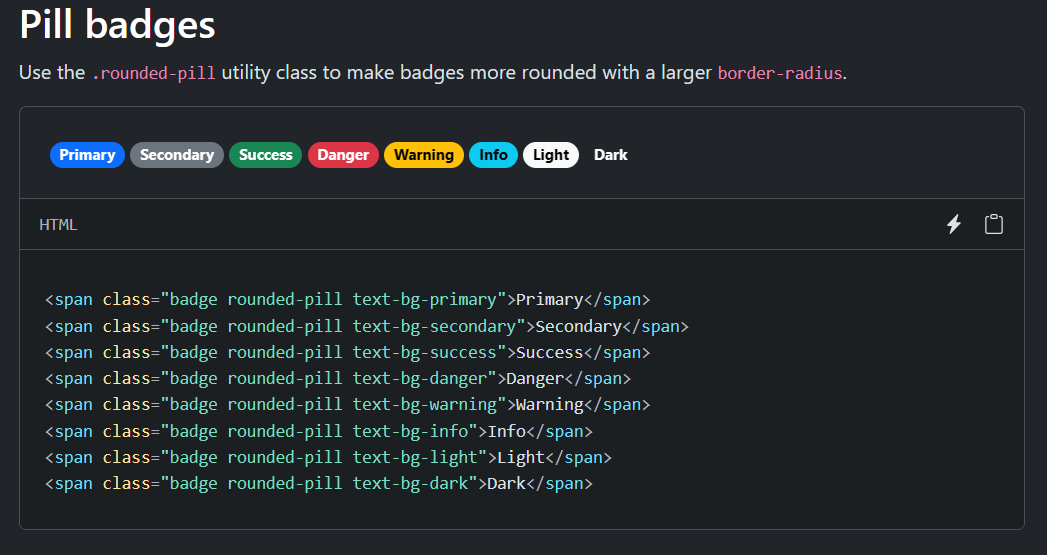 Pill badges
Use the .rounded-pill utility class to make badges more rounded with a larger border-radius.
Primary Secondary Success Danger Warning Info Light Dark
HTML
<span class="badge rounded-pill text-bg-primary">Primary</span>
<span class="badge rounded-pill text-bg-secondary">Secondary</span>
<span class="badge rounded-pill text-bg-success">Success</span>
<span class="badge rounded-pill text-bg-danger">Danger</span>
<span class="badge rounded-pill text-bg-warning">Warning</span>
<span class="badge rounded-pill text-bg-info">Info</span>
<span class="badge rounded-pill text-bg-light">Light</span>
<span class="badge rounded-pill text-bg-dark">Dark</span>